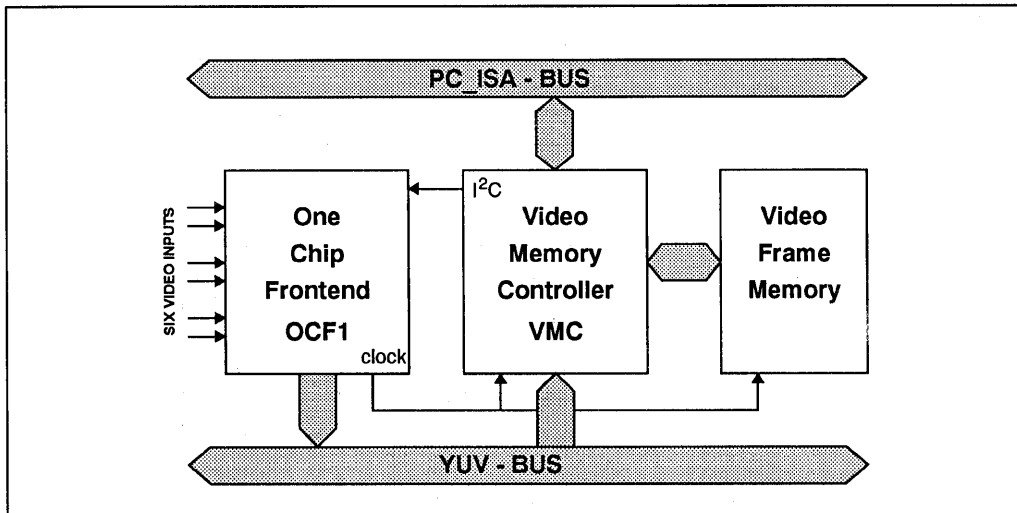 PC_ISA - BUS
SIX VIDEO INPUTS
One
Chip
Frontend
OCF1
clock
I²C
Video
Memory
Controller
VMC
Video
Frame
Memory
YUV - BUS